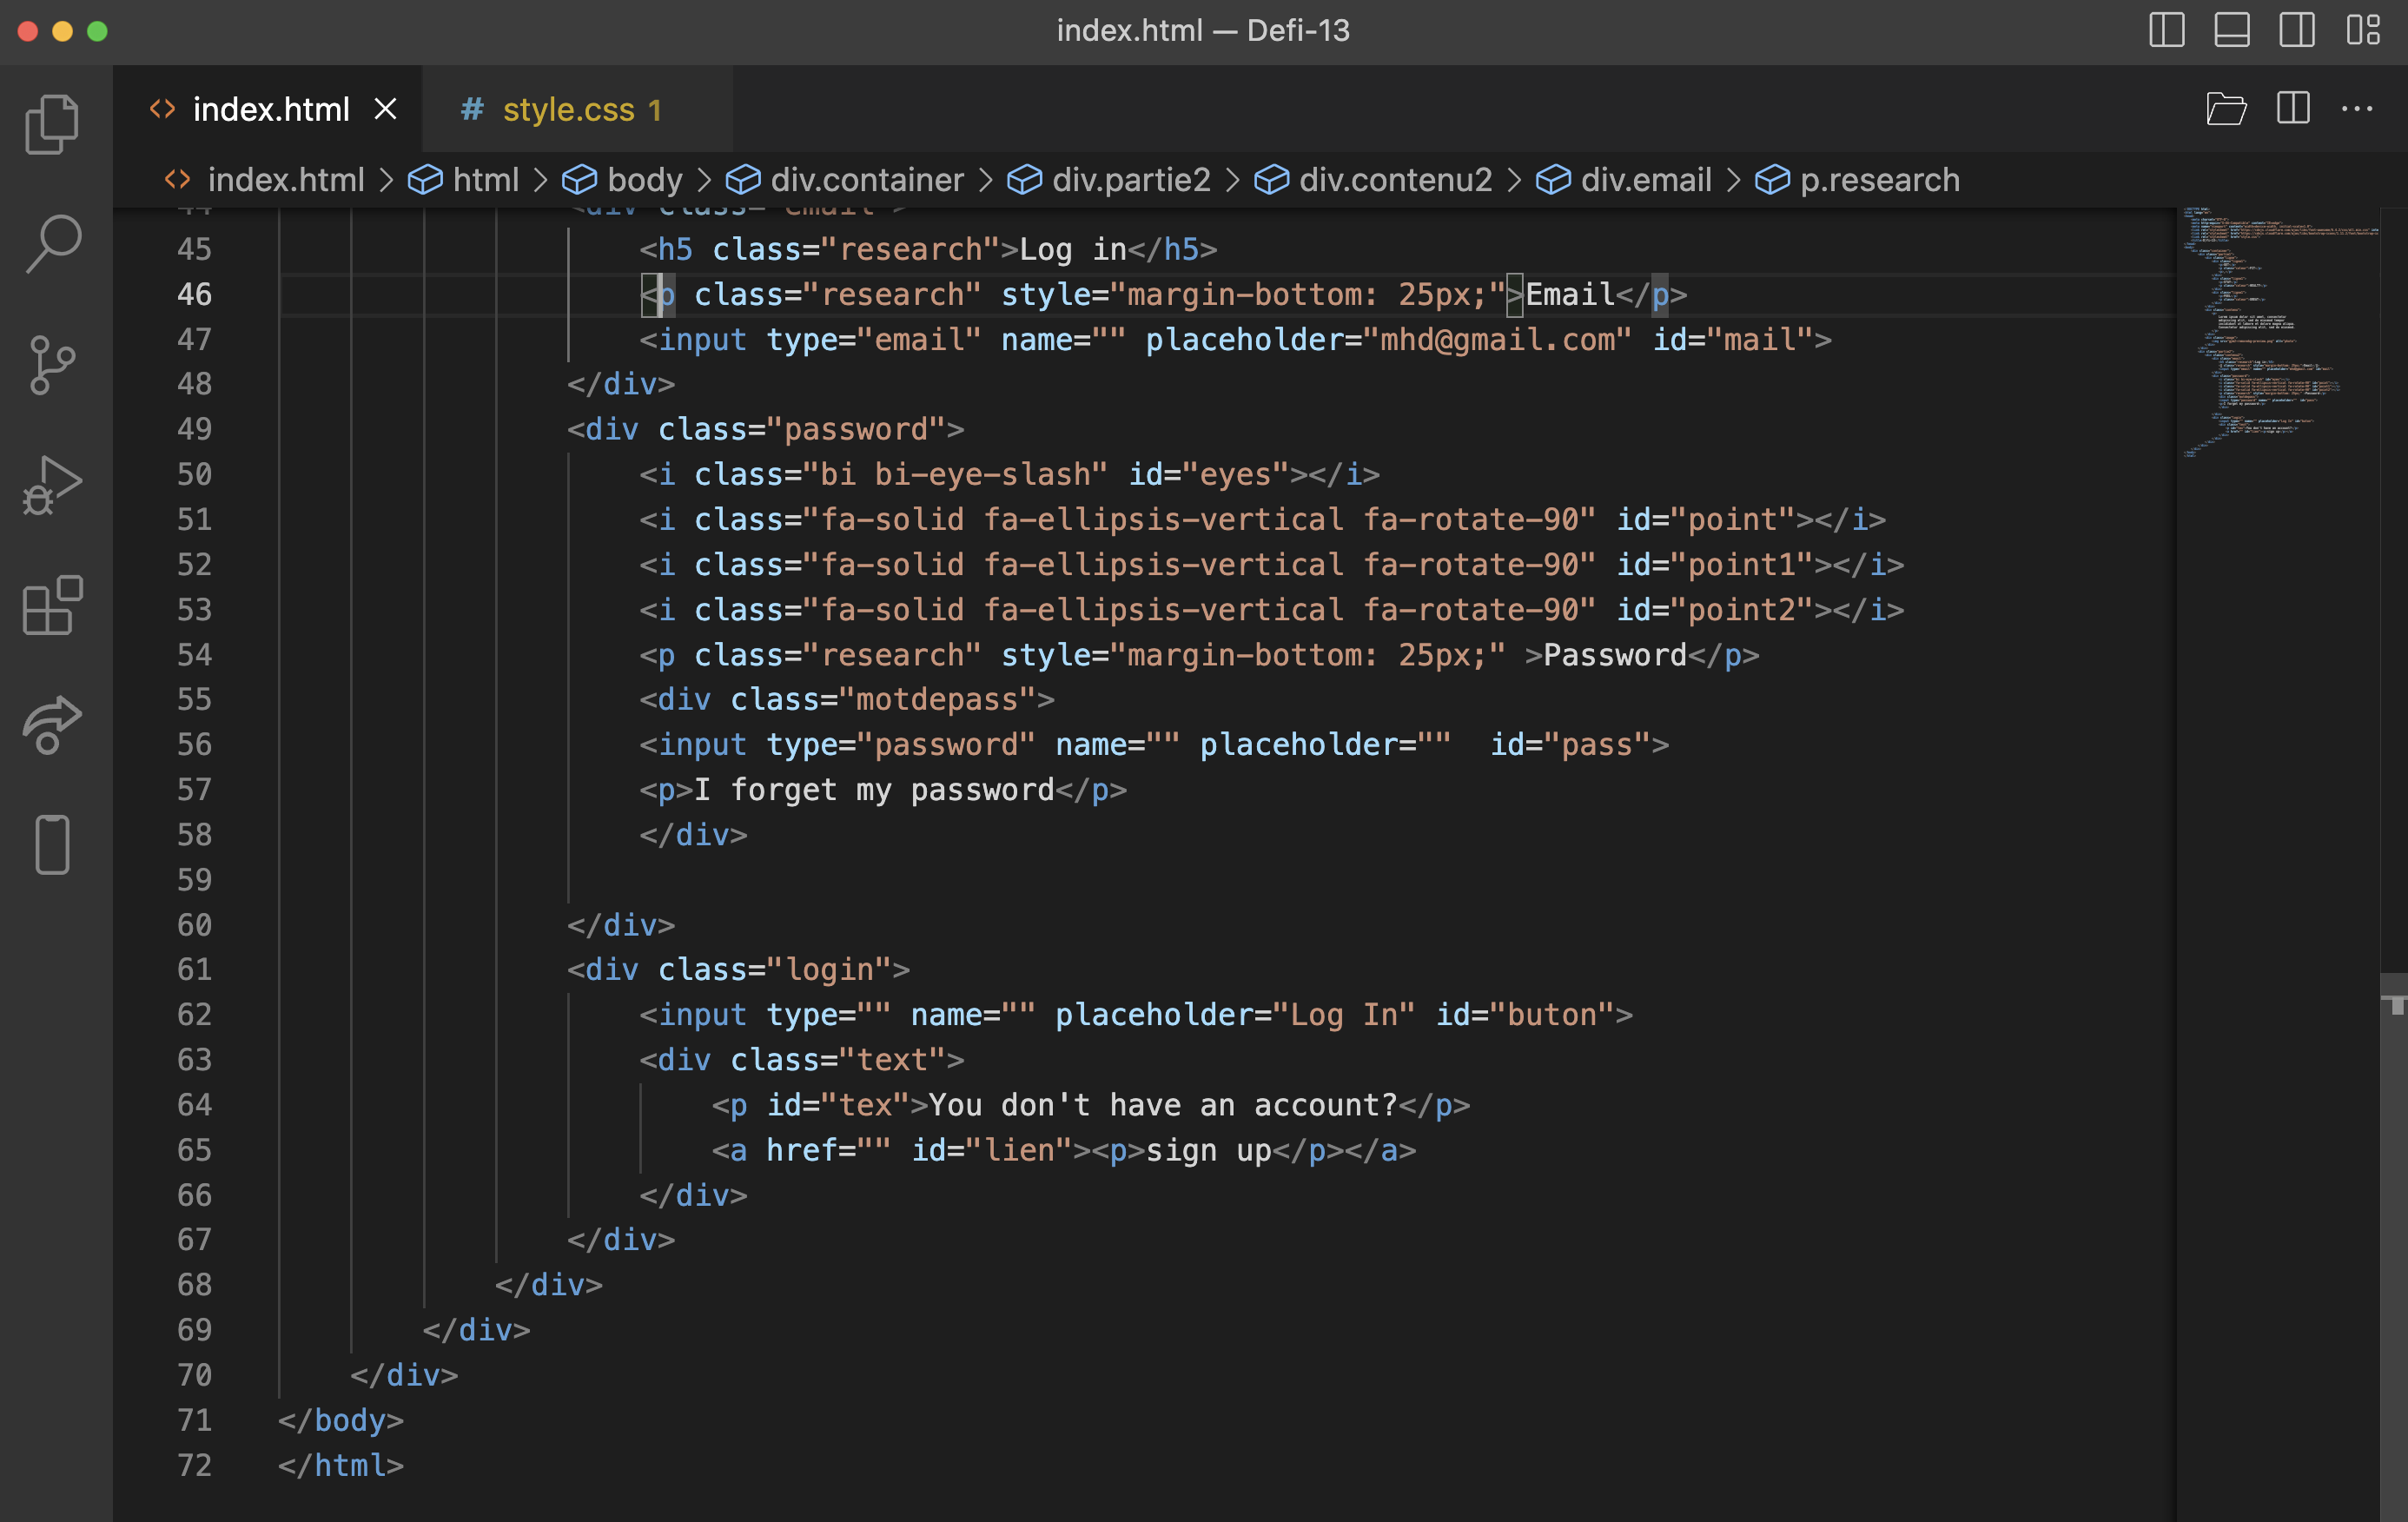 index.html — Defi-13
index.html
# style.css 1
index.html > html > body > div.container > div.partie2 > div.contenu2 > div.email > p.research
44 <div class="email">
45 <h5 class="research">Log in</h5>
46 <p class="research" style="margin-bottom: 25px;">Email</p>
47 <input type="email" name="" placeholder="mhd@gmail.com" id="mail">
48 </div>
49 <div class="password">
50 <i class="bi bi-eye-slash" id="eyes"></i>
51 <i class="fa-solid fa-ellipsis-vertical fa-rotate-90" id="point"></i>
52 <i class="fa-solid fa-ellipsis-vertical fa-rotate-90" id="point1"></i>
53 <i class="fa-solid fa-ellipsis-vertical fa-rotate-90" id="point2"></i>
54 <p class="research" style="margin-bottom: 25px;" >Password</p>
55 <div class="motdepass">
56 <input type="password" name="" placeholder=""  id="pass">
57 <p>I forget my password</p>
58 </div>
59
60 </div>
61 <div class="login">
62 <input type="" name="" placeholder="Log In" id="buton">
63 <div class="text">
64 <p id="tex">You don't have an account?</p>
65 <a href="" id="lien"><p>sign up</p></a>
66 </div>
67 </div>
68 </div>
69 </div>
70 </div>
71 </body>
72 </html>